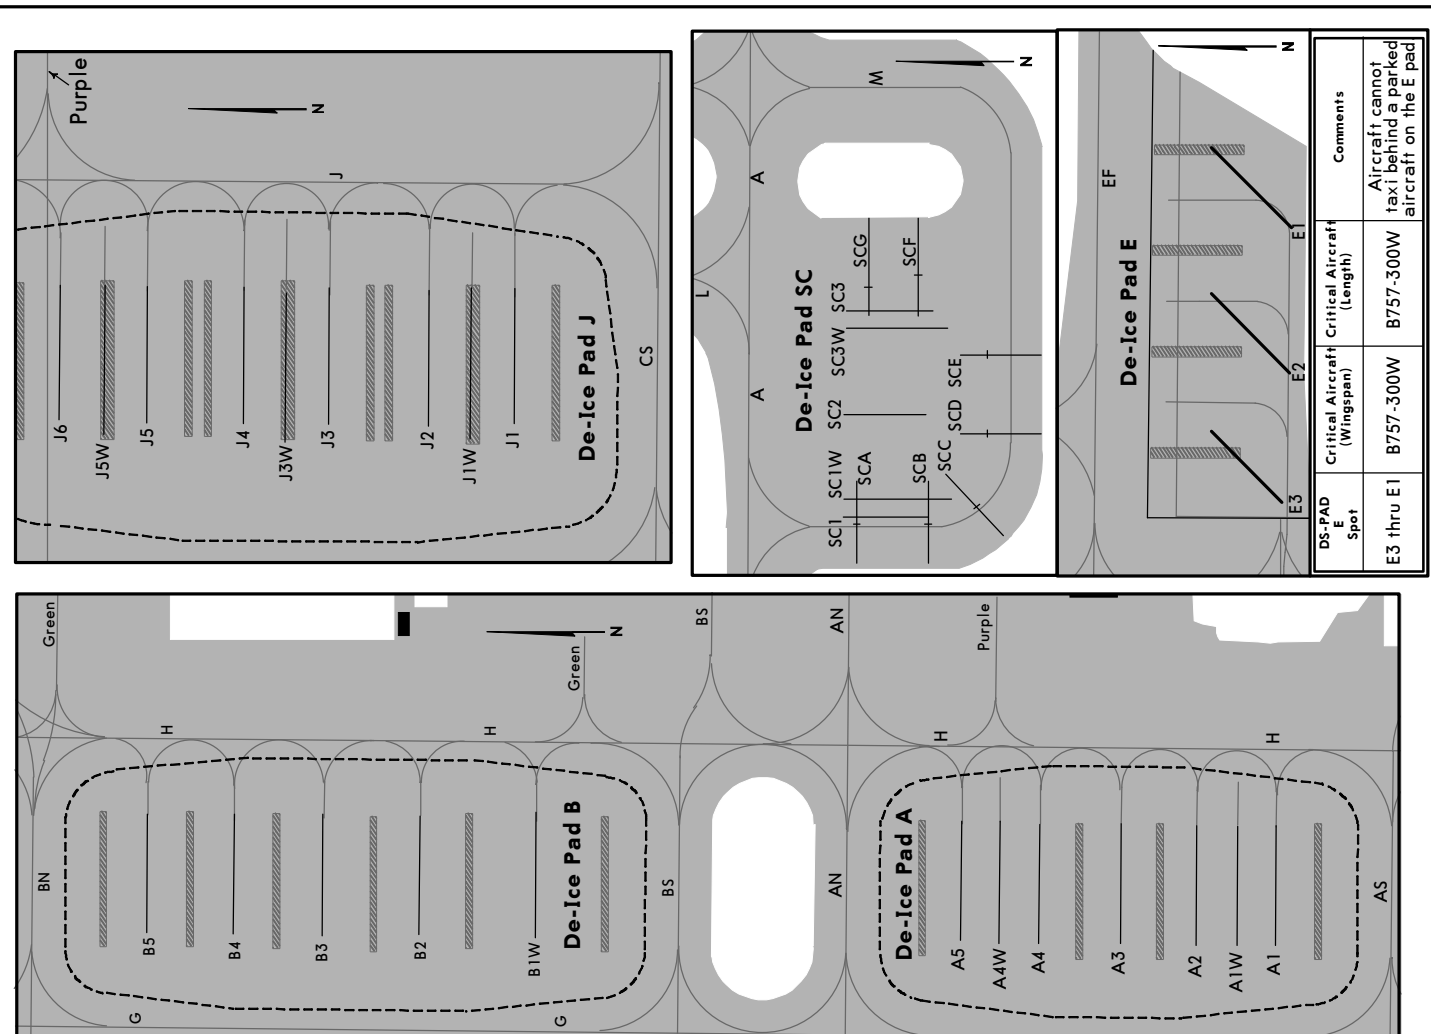 Purple
N
J
J6
J5W
J5
J4
J3W
J3
J2
J1W
J1
De-Ice Pad J
CS
N
W
A
L
A
SCG
SCF
SC3
SC3W
SC2
SC1W
SC1
SCA
SCB
SCC
SCD
SCE
De-Ice Pad SC
N
EF
De-Ice Pad E
E1
E2
E3
DS-PAD
E
Spot
Critical Aircraft
(Wingspan)
Critical Aircraft
(Length)
Comments
E3 thru E1
B757-300W
B757-300W
Aircraft cannot
taxi behind a parked
aircraft on the E pad
Green
N
Green
BS
AN
Purple
H
H
H
H
BN
B5
B4
B3
B2
B1W
De-Ice Pad B
BS
AN
De-Ice Pad A
A5
A4W
A4
A3
A2
A1W
A1
AS
G
G